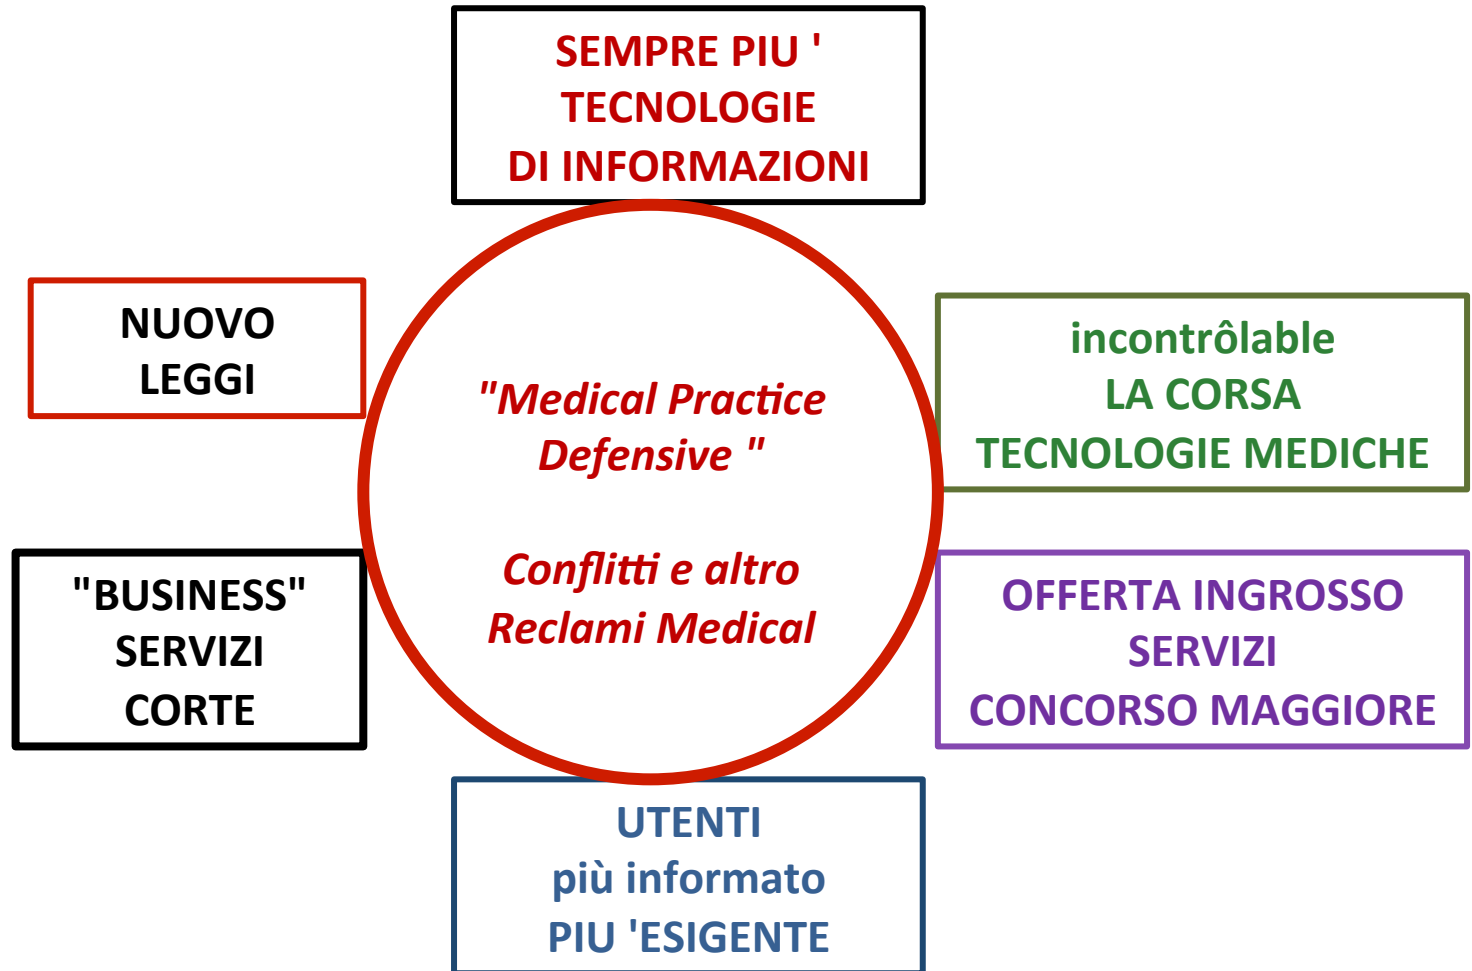 SEMPRE PIU '
TECNOLOGIE
DI INFORMAZIONI
NUOVO
LEGGI
"Medical Practice
Defensive "
Conflitti e altro
Reclami Medical
incontrôlable
LA CORSA
TECNOLOGIE MEDICHE
"BUSINESS"
SERVIZI
CORTE
OFFERTA INGROSSO
SERVIZI
CONCORSO MAGGIORE
UTENTI
più informato
PIU 'ESIGENTE